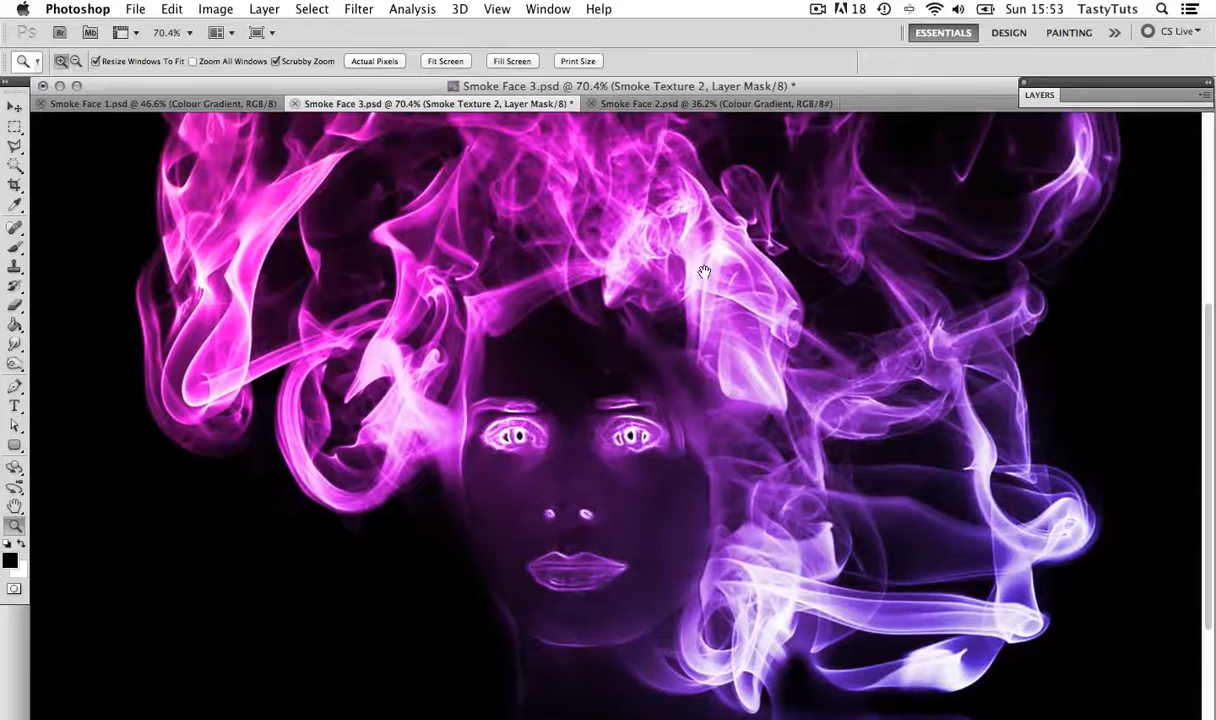 Photoshop File Edit Image Layer Select Filter Analysis 3D View Window Help 18 Sun 15:53 TastyTuts
Ps Br Mb 70.4% ESSENTIALS DESIGN PAINTING CS Live
Resize Windows To Fit Zoom All Windows Scrubby Zoom Actual Pixels Fit Screen Fill Screen Print Size
Smoke Face 3.psd @ 70.4% (Smoke Texture 2, Layer Mask/8) *
LAYERS
Smoke Face 1.psd @ 46.6% (Colour Gradient, RGB/8) Smoke Face 3.psd @ 70.4% (Smoke Texture 2, Layer Mask/8) * Smoke Face 2.psd @ 36.2% (Colour Gradient, RGB/8#)
T